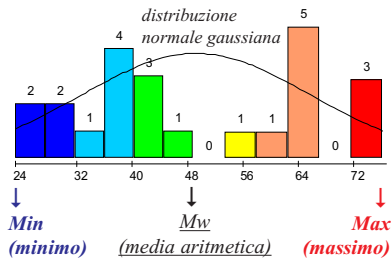 distribuzione
normale gaussiana
2 2 1 4 3 1 0 1 1 5 0 3
24 32 40 48 56 64 72
Min
(minimo)
Mw
(media aritmetica)
Max
(massimo)